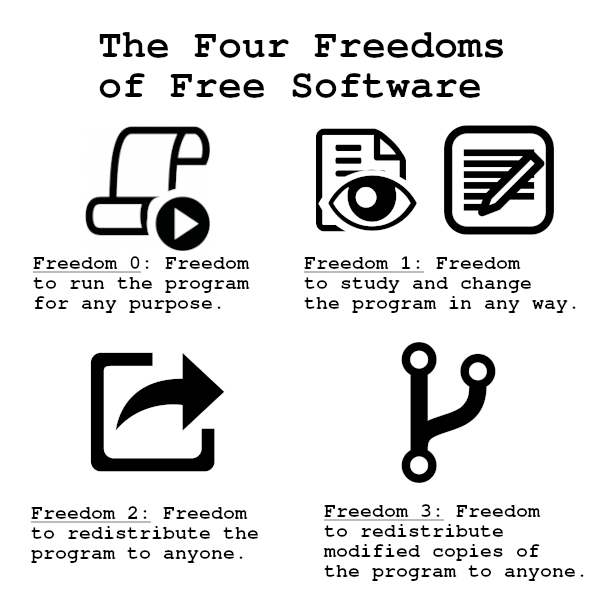 The Four Freedoms
of Free Software
Freedom 0: Freedom
to run the program
for any purpose.
Freedom 1: Freedom
to study and change
the program in any way.
Freedom 2: Freedom
to redistribute the
program to anyone.
Freedom 3: Freedom
to redistribute
modified copies of
the program to anyone.